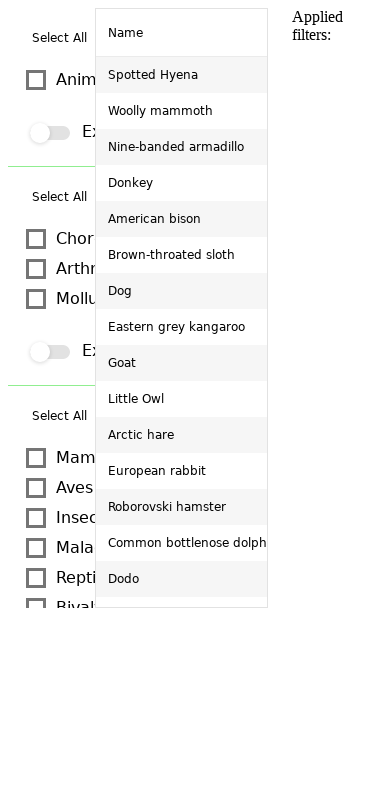 Select All
Anim
Ex
Select All
Chor
Arthr
Mollu
Ex
Select All
Mam
Aves
Insec
Mala
Repti
Name
Spotted Hyena
Woolly mammoth
Nine-banded armadillo
Donkey
American bison
Brown-throated sloth
Dog
Eastern grey kangaroo
Goat
Little Owl
Arctic hare
European rabbit
Roborovski hamster
Common bottlenose dolph
Dodo
Applied
filters: